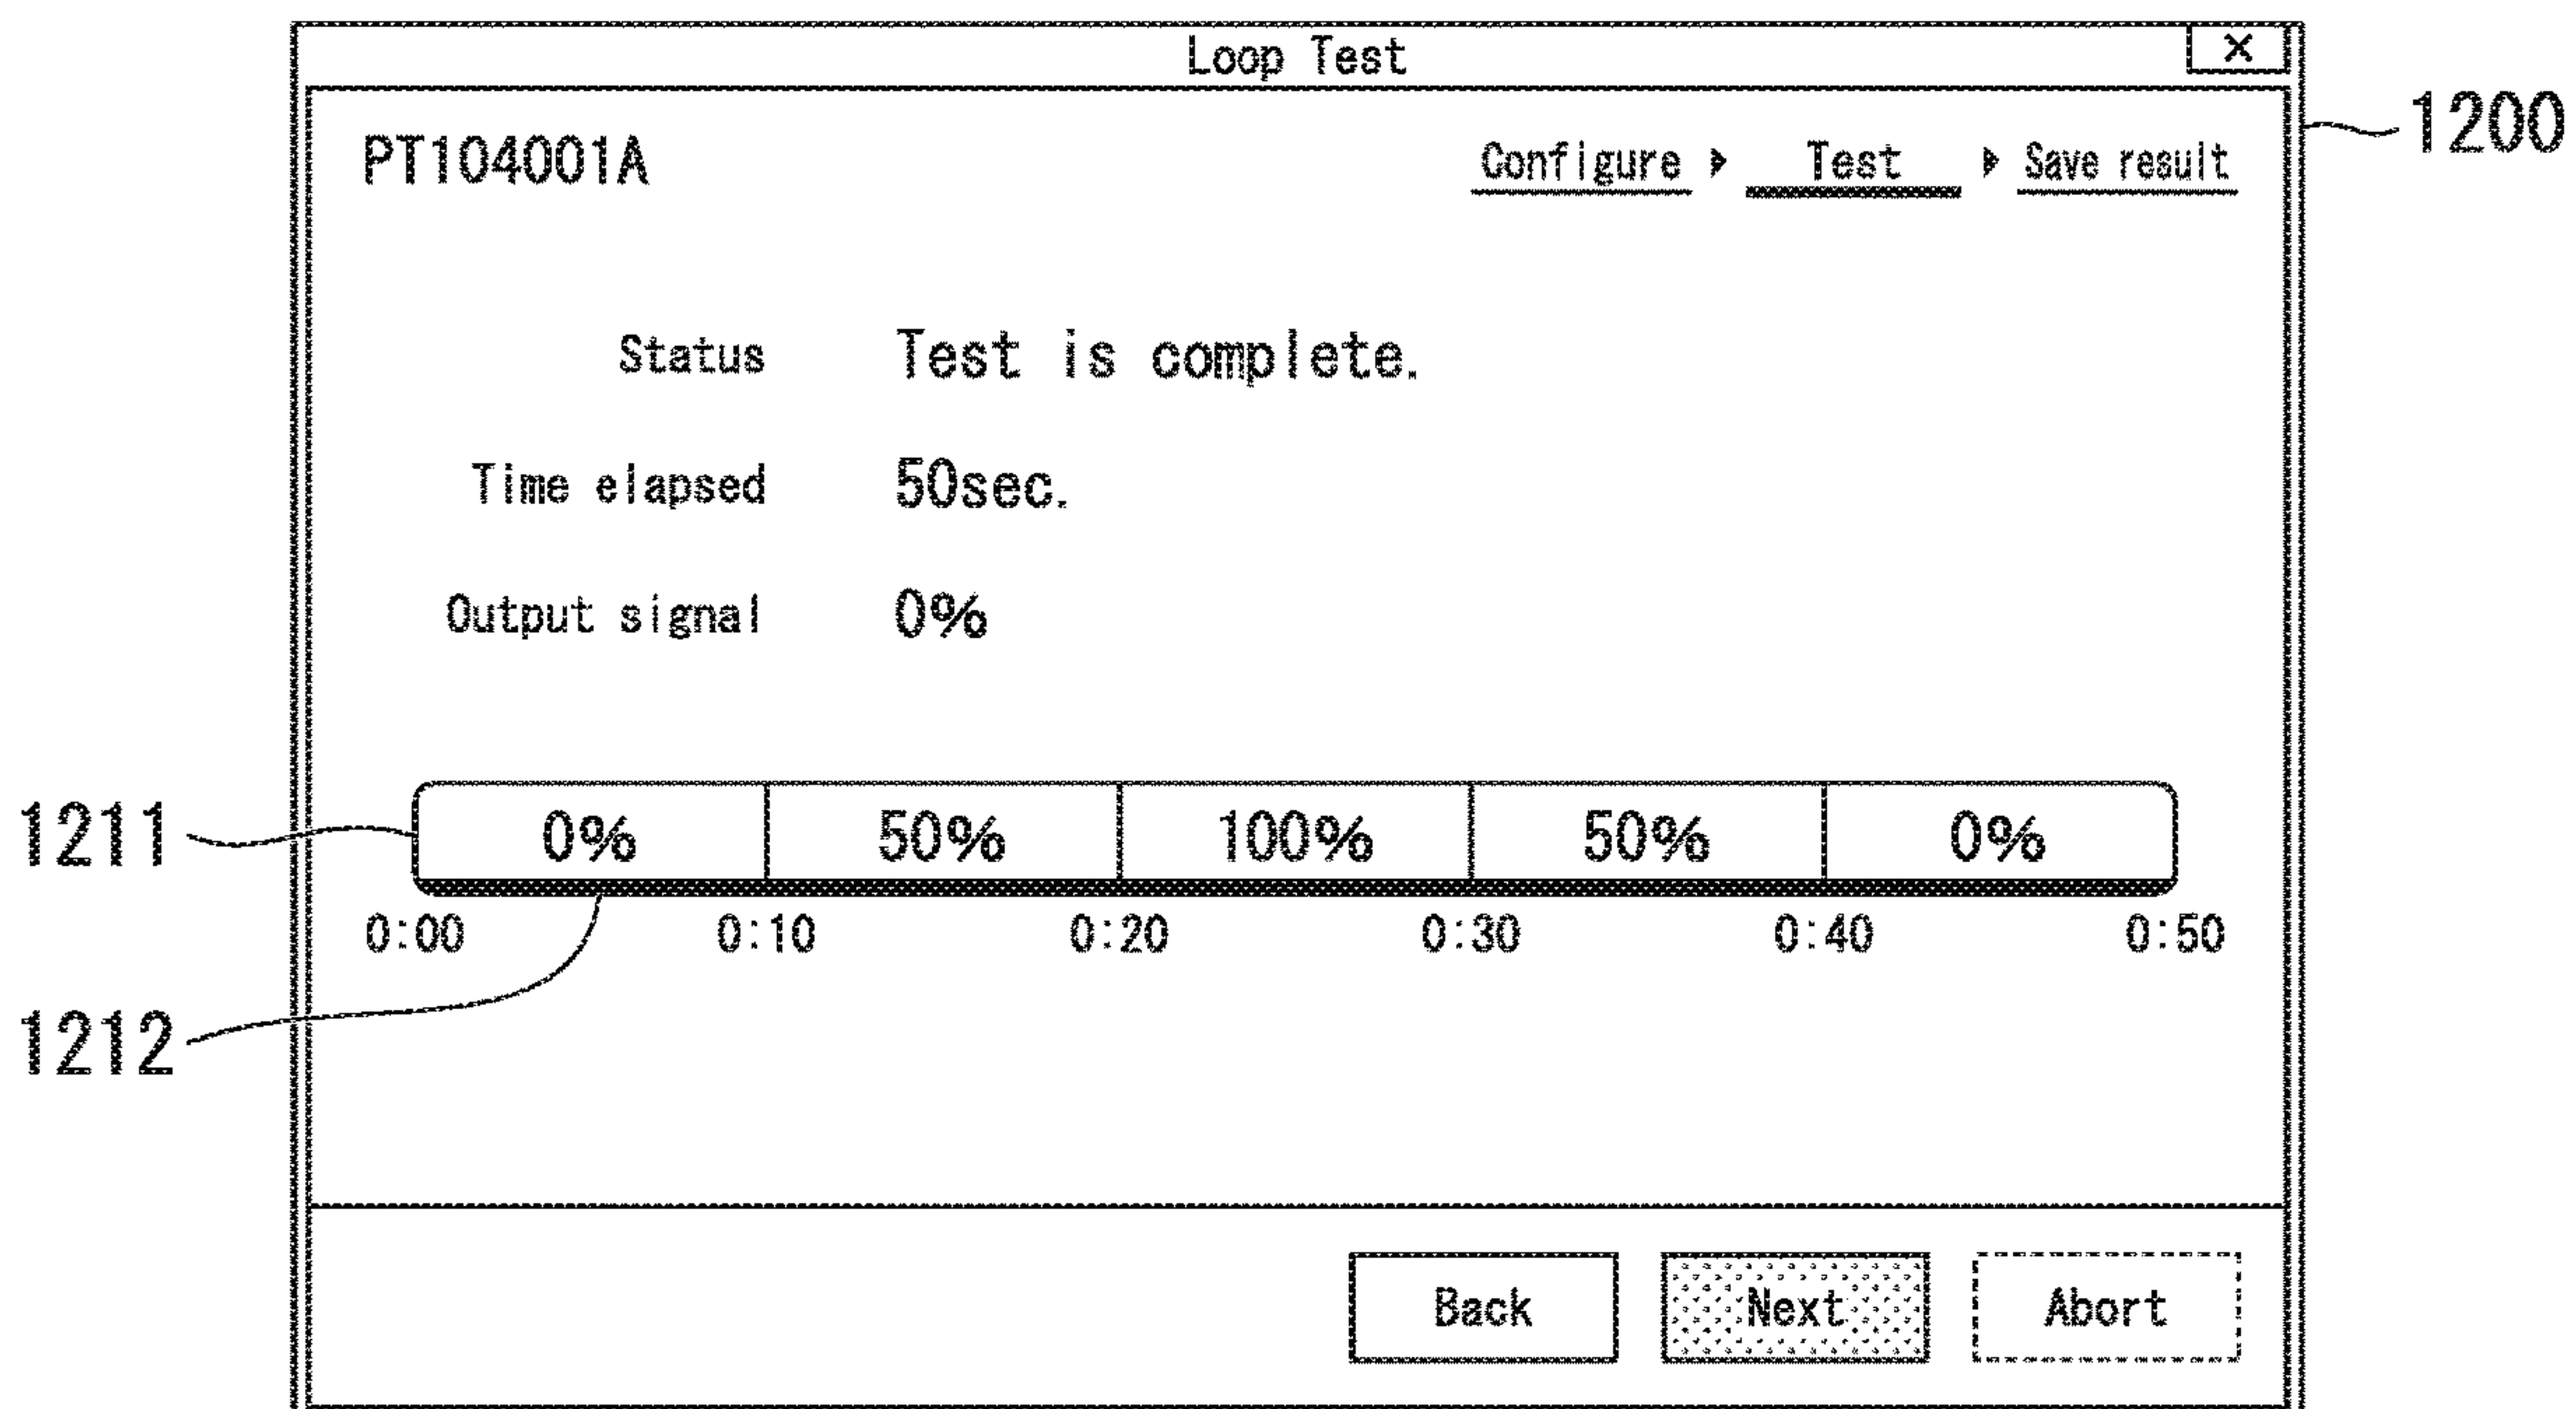 Loop Test ×
1200
PT104001A
Configure ▶ Test ▶ Save result
Status Test is complete.
Time elapsed 50sec.
Output signal 0%
1211
0% 50% 100% 50% 0%
0:00 0:10 0:20 0:30 0:40 0:50
1212
Back Next Abort